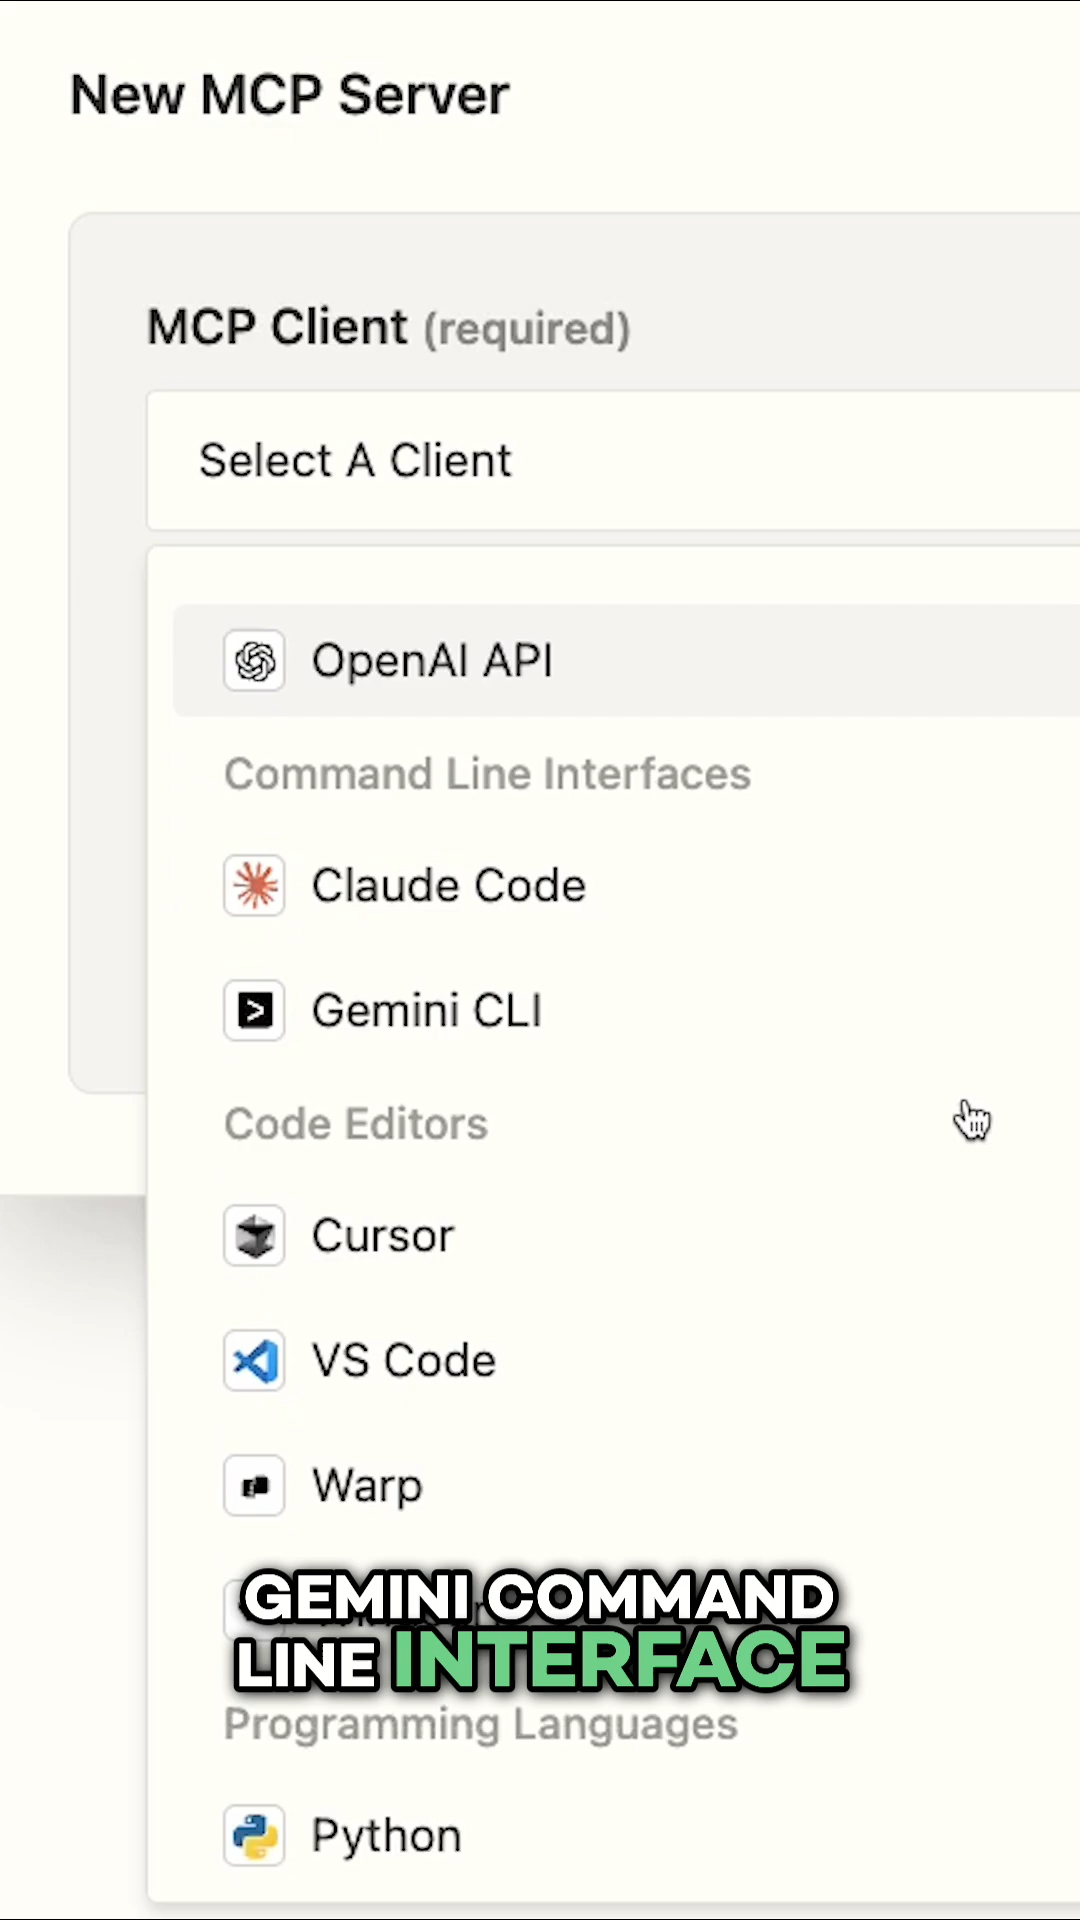 New MCP Server
MCP Client (required)
Select A Client
OpenAI API
Command Line Interfaces
Claude Code
Gemini CLI
Code Editors
Cursor
VS Code
Warp
GEMINI COMMAND
LINE INTERFACE
Programming Languages
Python